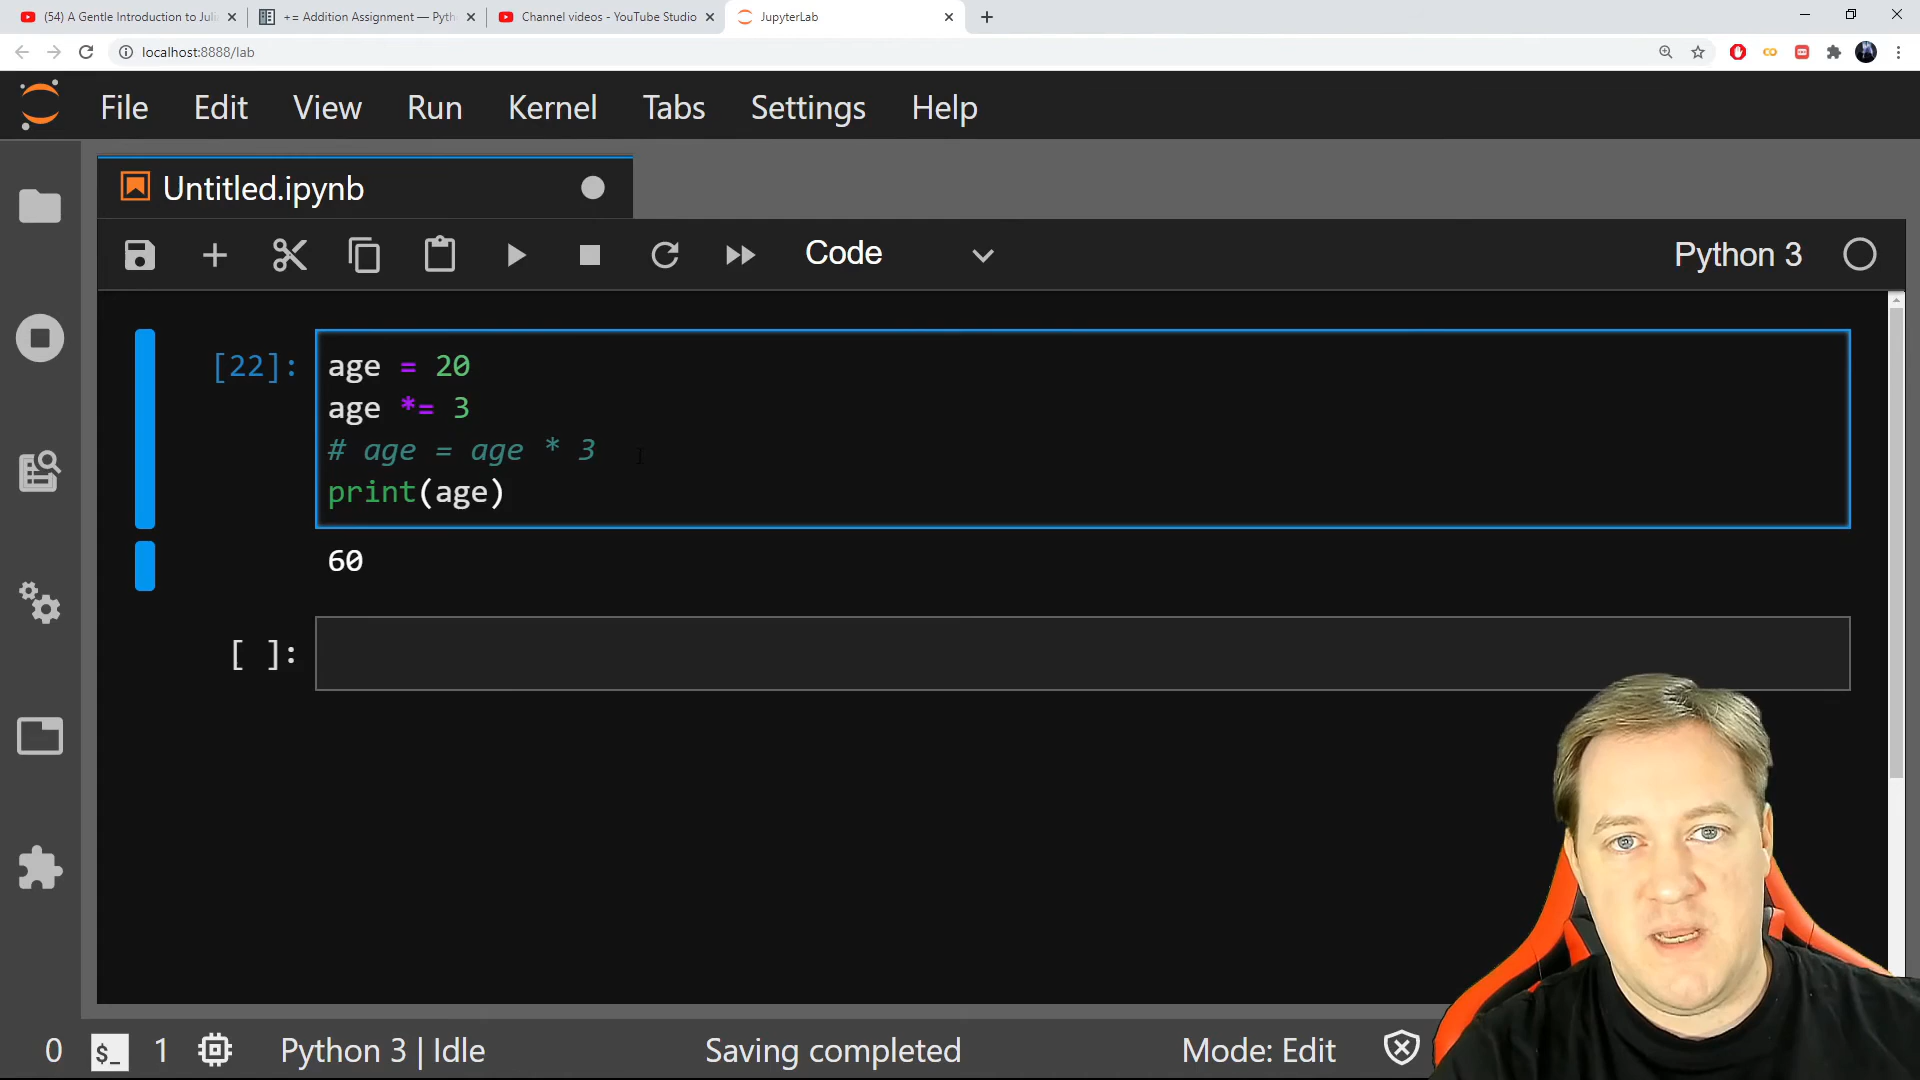 (54) A Gentle Introduction to Juli
+= Addition Assignment — Pyth
Channel videos - YouTube Studio
JupyterLab
localhost:8888/lab
File Edit View Run Kernel Tabs Settings Help
Untitled.ipynb
Code
Python 3
[22]:
age = 20
age *= 3
# age = age * 3
print(age)
60
[ ]:
0 $_ 1 Python 3 | Idle Saving completed Mode: Edit